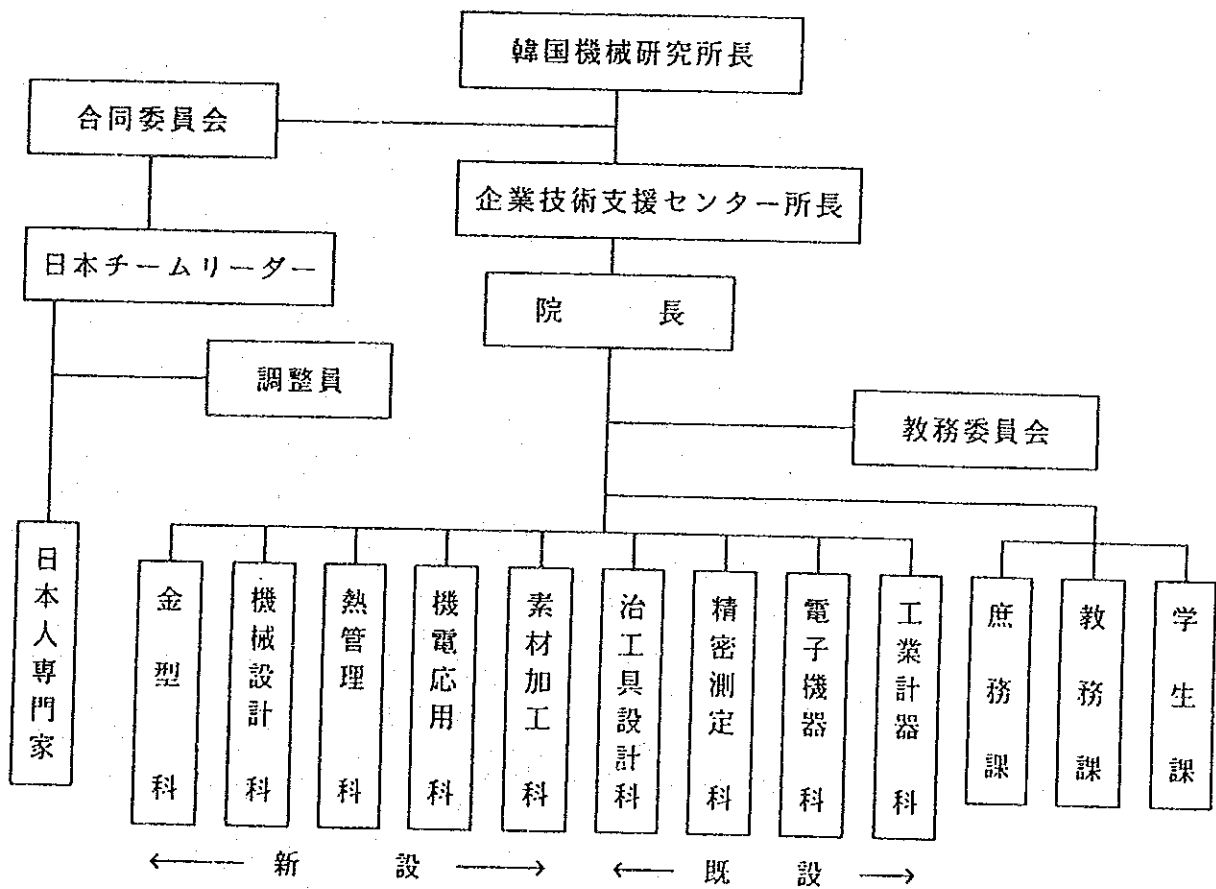 韓国機械研究所長
合同委員会
企業技術支援センター所長
日本チームリーダー
院 長
調整員
教務委員会
日本人専門家
金型科
機械設計科
熱管理科
機電応用科
素材加工科
治工具設計科
精密測定科
電子機器科
工業計器科
庶務課
教務課
学生課
←── 新 設 ──→
←── 既 設 ──→